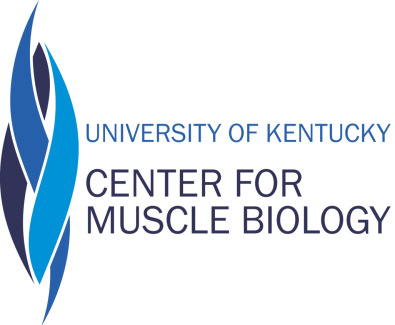 UNIVERSITY OF KENTUCKY
CENTER FOR
MUSCLE BIOLOGY